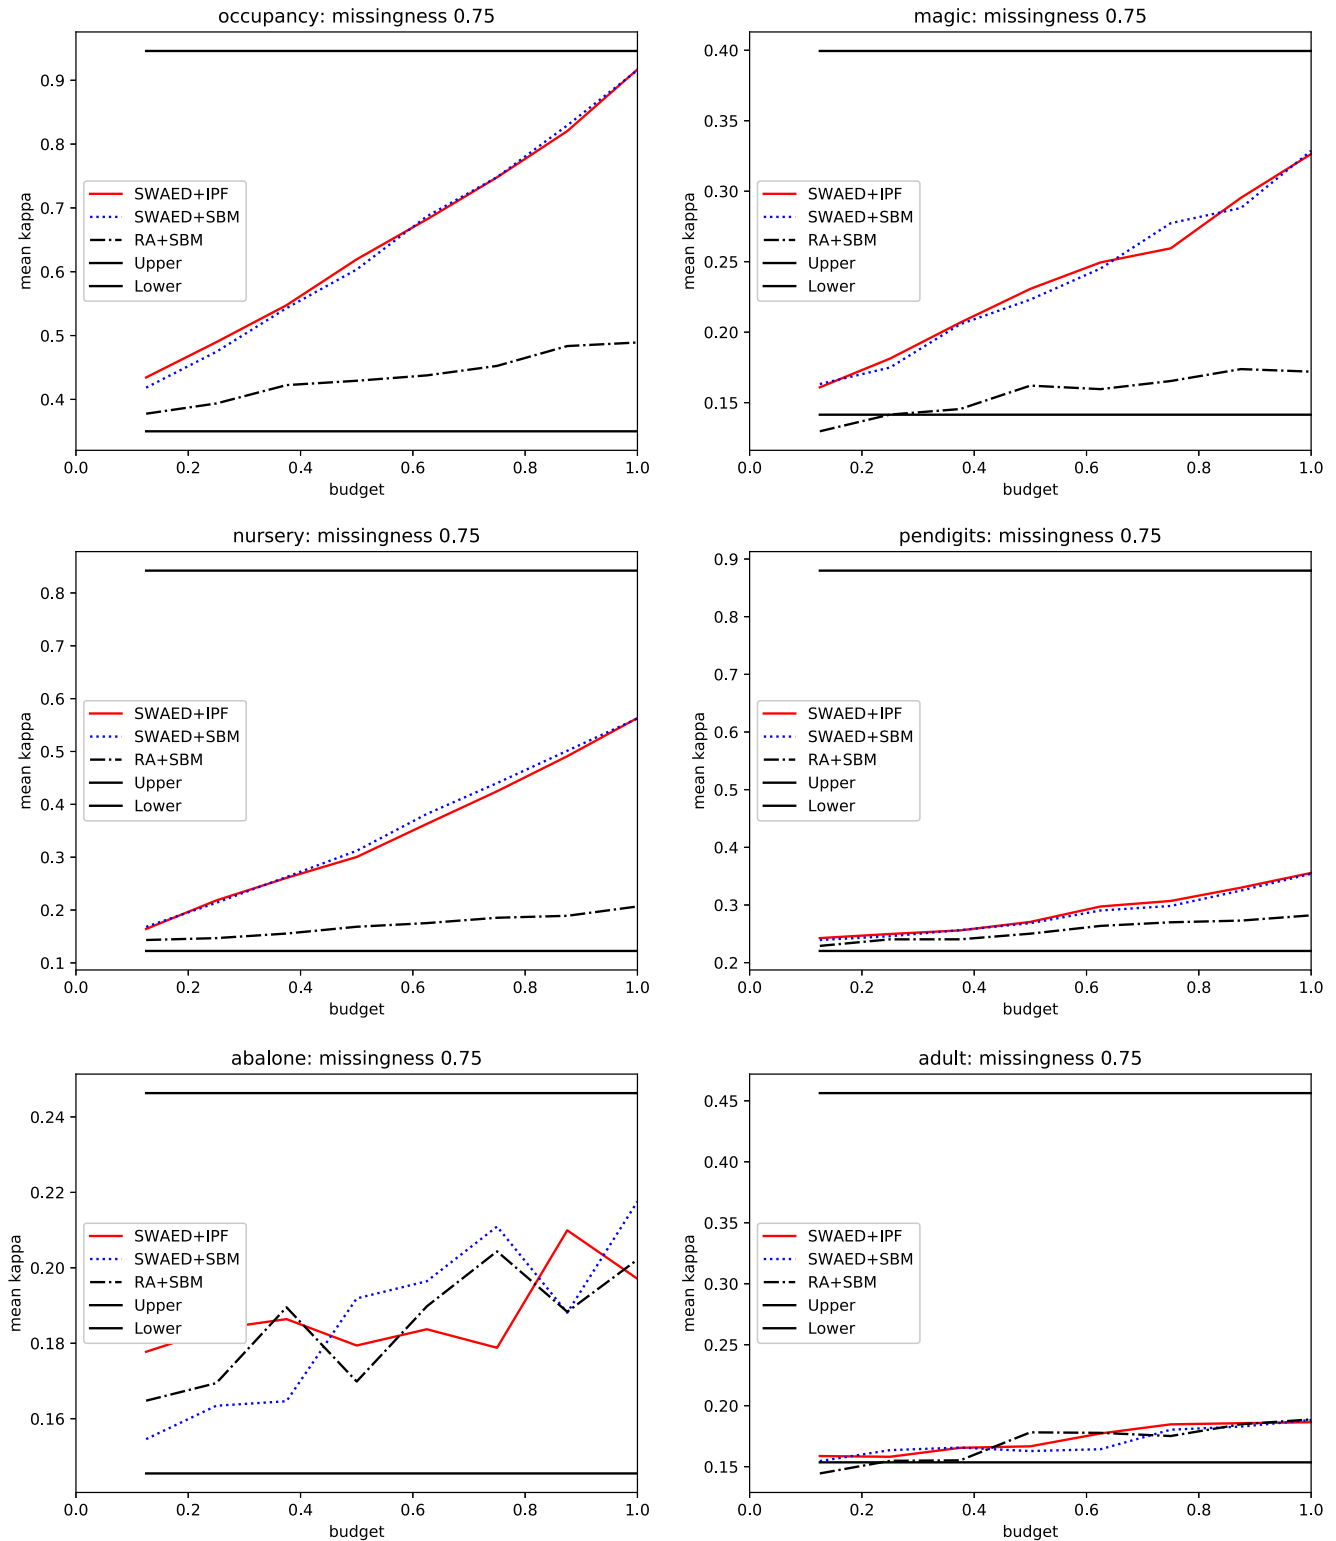 occupancy: missingness 0.75
mean kappa
0.9
0.8
0.7
0.6
0.5
0.4
SWAED+IPF
SWAED+SBM
RA+SBM
Upper
Lower
0.0 0.2 0.4 0.6 0.8 1.0
budget
magic: missingness 0.75
mean kappa
0.40
0.35
0.30
0.25
0.20
0.15
SWAED+IPF
SWAED+SBM
RA+SBM
Upper
Lower
0.0 0.2 0.4 0.6 0.8 1.0
budget
nursery: missingness 0.75
mean kappa
0.8
0.7
0.6
0.5
0.4
0.3
0.2
0.1
SWAED+IPF
SWAED+SBM
RA+SBM
Upper
Lower
0.0 0.2 0.4 0.6 0.8 1.0
budget
pendigits: missingness 0.75
mean kappa
0.9
0.8
0.7
0.6
0.5
0.4
0.3
0.2
SWAED+IPF
SWAED+SBM
RA+SBM
Upper
Lower
0.0 0.2 0.4 0.6 0.8 1.0
budget
abalone: missingness 0.75
mean kappa
0.24
0.22
0.20
0.18
0.16
SWAED+IPF
SWAED+SBM
RA+SBM
Upper
Lower
0.0 0.2 0.4 0.6 0.8 1.0
budget
adult: missingness 0.75
mean kappa
0.45
0.40
0.35
0.30
0.25
0.20
0.15
SWAED+IPF
SWAED+SBM
RA+SBM
Upper
Lower
0.0 0.2 0.4 0.6 0.8 1.0
budget